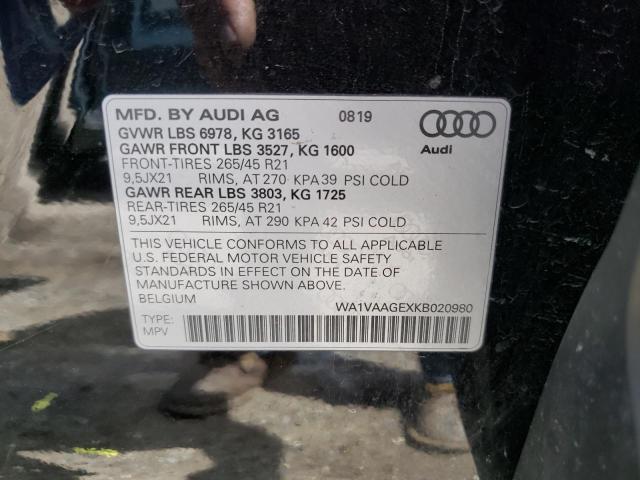 MFD. BY AUDI AG 0819
GVWR LBS 6978, KG 3165
GAWR FRONT LBS 3527, KG 1600
Audi
FRONT-TIRES 265/45 R21
9,5JX21 RIMS, AT 270 KPA 39 PSI COLD
GAWR REAR LBS 3803, KG 1725
REAR-TIRES 265/45 R21
9,5JX21 RIMS, AT 290 KPA 42 PSI COLD
THIS VEHICLE CONFORMS TO ALL APPLICABLE
U.S. FEDERAL MOTOR VEHICLE SAFETY
STANDARDS IN EFFECT ON THE DATE OF
MANUFACTURE SHOWN ABOVE.
BELGIUM
WA1VAAGEXKB020980
TYPE:
MPV